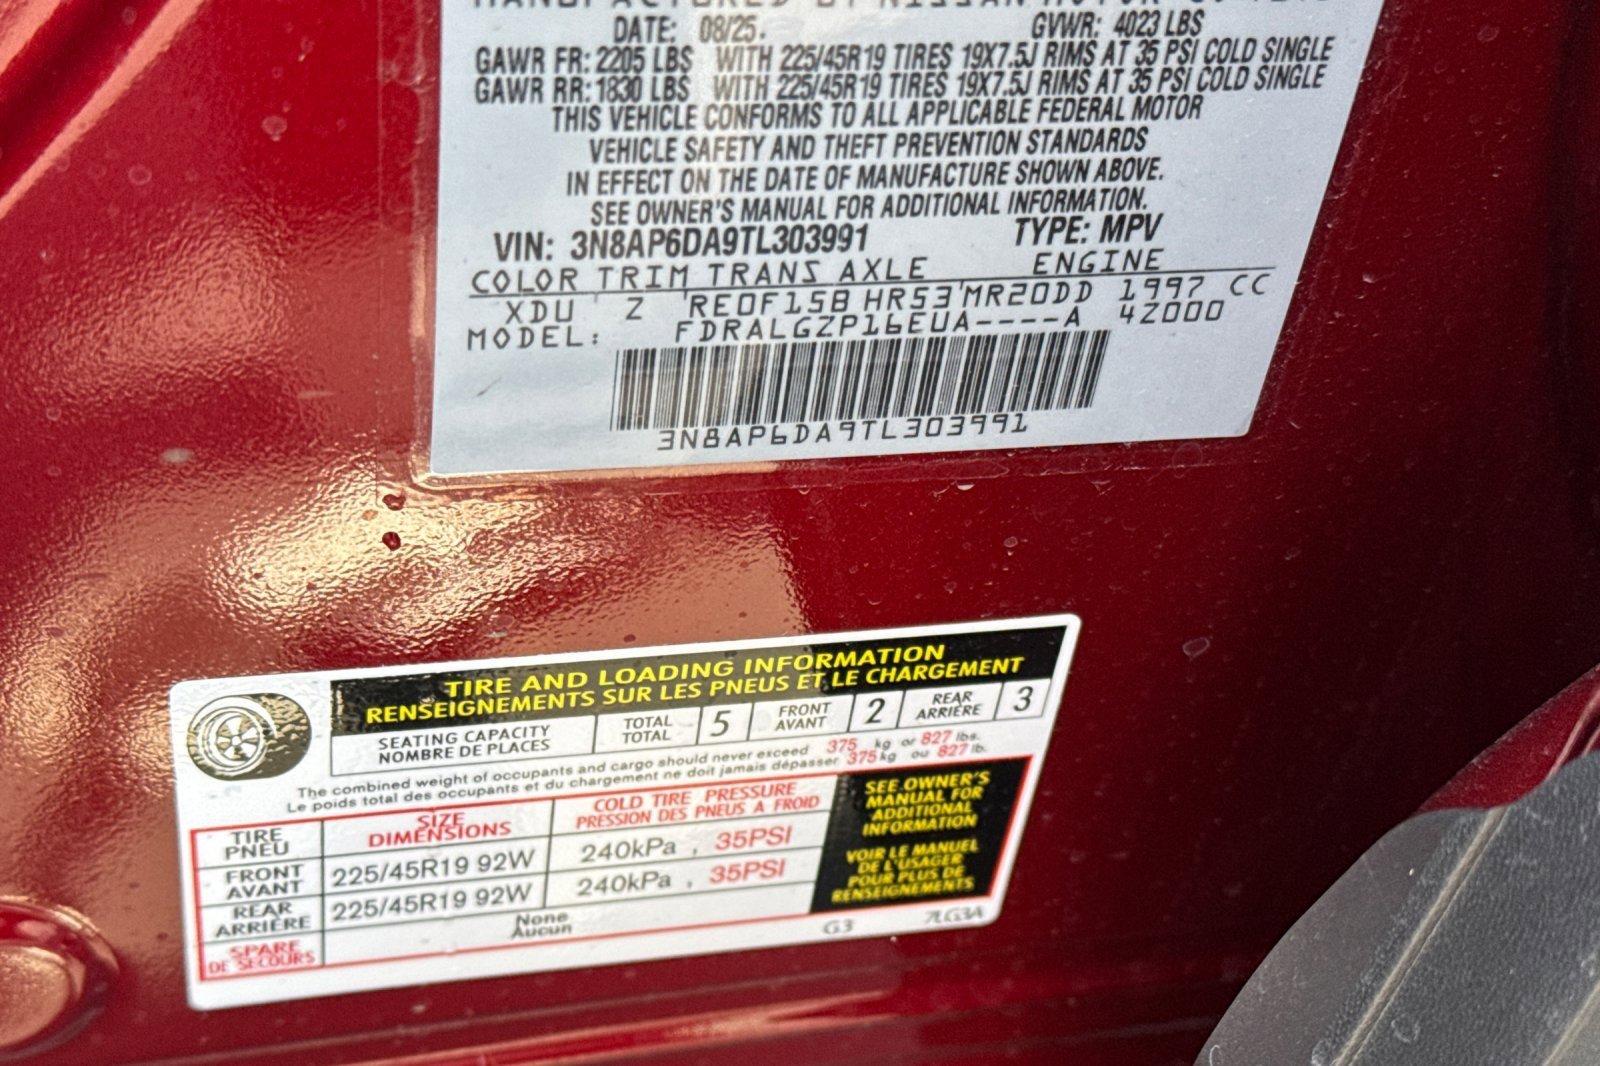 MANUFACTURED BY NISSAN MOTOR
DATE: 08/25. GVWR: 4023 LBS
GAWR FR: 2205 LBS WITH 225/45R19 TIRES 19X7.5J RIMS AT 35 PSI COLD SINGLE
GAWR RR: 1830 LBS WITH 225/45R19 TIRES 19X7.5J RIMS AT 35 PSI COLD SINGLE
THIS VEHICLE CONFORMS TO ALL APPLICABLE FEDERAL MOTOR
VEHICLE SAFETY AND THEFT PREVENTION STANDARDS
IN EFFECT ON THE DATE OF MANUFACTURE SHOWN ABOVE.
SEE OWNER'S MANUAL FOR ADDITIONAL INFORMATION.
VIN: 3N8AP6DA9TL303991 TYPE: MPV
COLOR TRIM TRANS AXLE ENGINE
XDU Z RE0F15B HR53 MR20DD 1997 CC
MODEL: FDRALGZP16EUA----A 4Z000
3N8AP6DA9TL303991
TIRE AND LOADING INFORMATION
RENSEIGNEMENTS SUR LES PNEUS ET LE CHARGEMENT
SEATING CAPACITY TOTAL 5 FRONT 2 REAR 3
NOMBRE DE PLACES TOTAL AVANT ARRIÈRE
The combined weight of occupants and cargo should never exceed 375 kg or 827 lbs.
Le poids total des occupants et du chargement ne doit jamais dépasser 375 kg ou 827 lb.
TIRE SIZE COLD TIRE PRESSURE
PNEU DIMENSIONS PRESSION DES PNEUS A FROID
FRONT 225/45R19 92W 240kPa , 35PSI
AVANT
REAR 225/45R19 92W 240kPa , 35PSI
ARRIÈRE
SPARE None
DE SECOURS Aucun
SEE OWNER'S
MANUAL FOR
ADDITIONAL
INFORMATION
VOIR LE MANUEL
DE L'USAGER
POUR PLUS DE
RENSEIGNEMENTS
G3 7LG3A